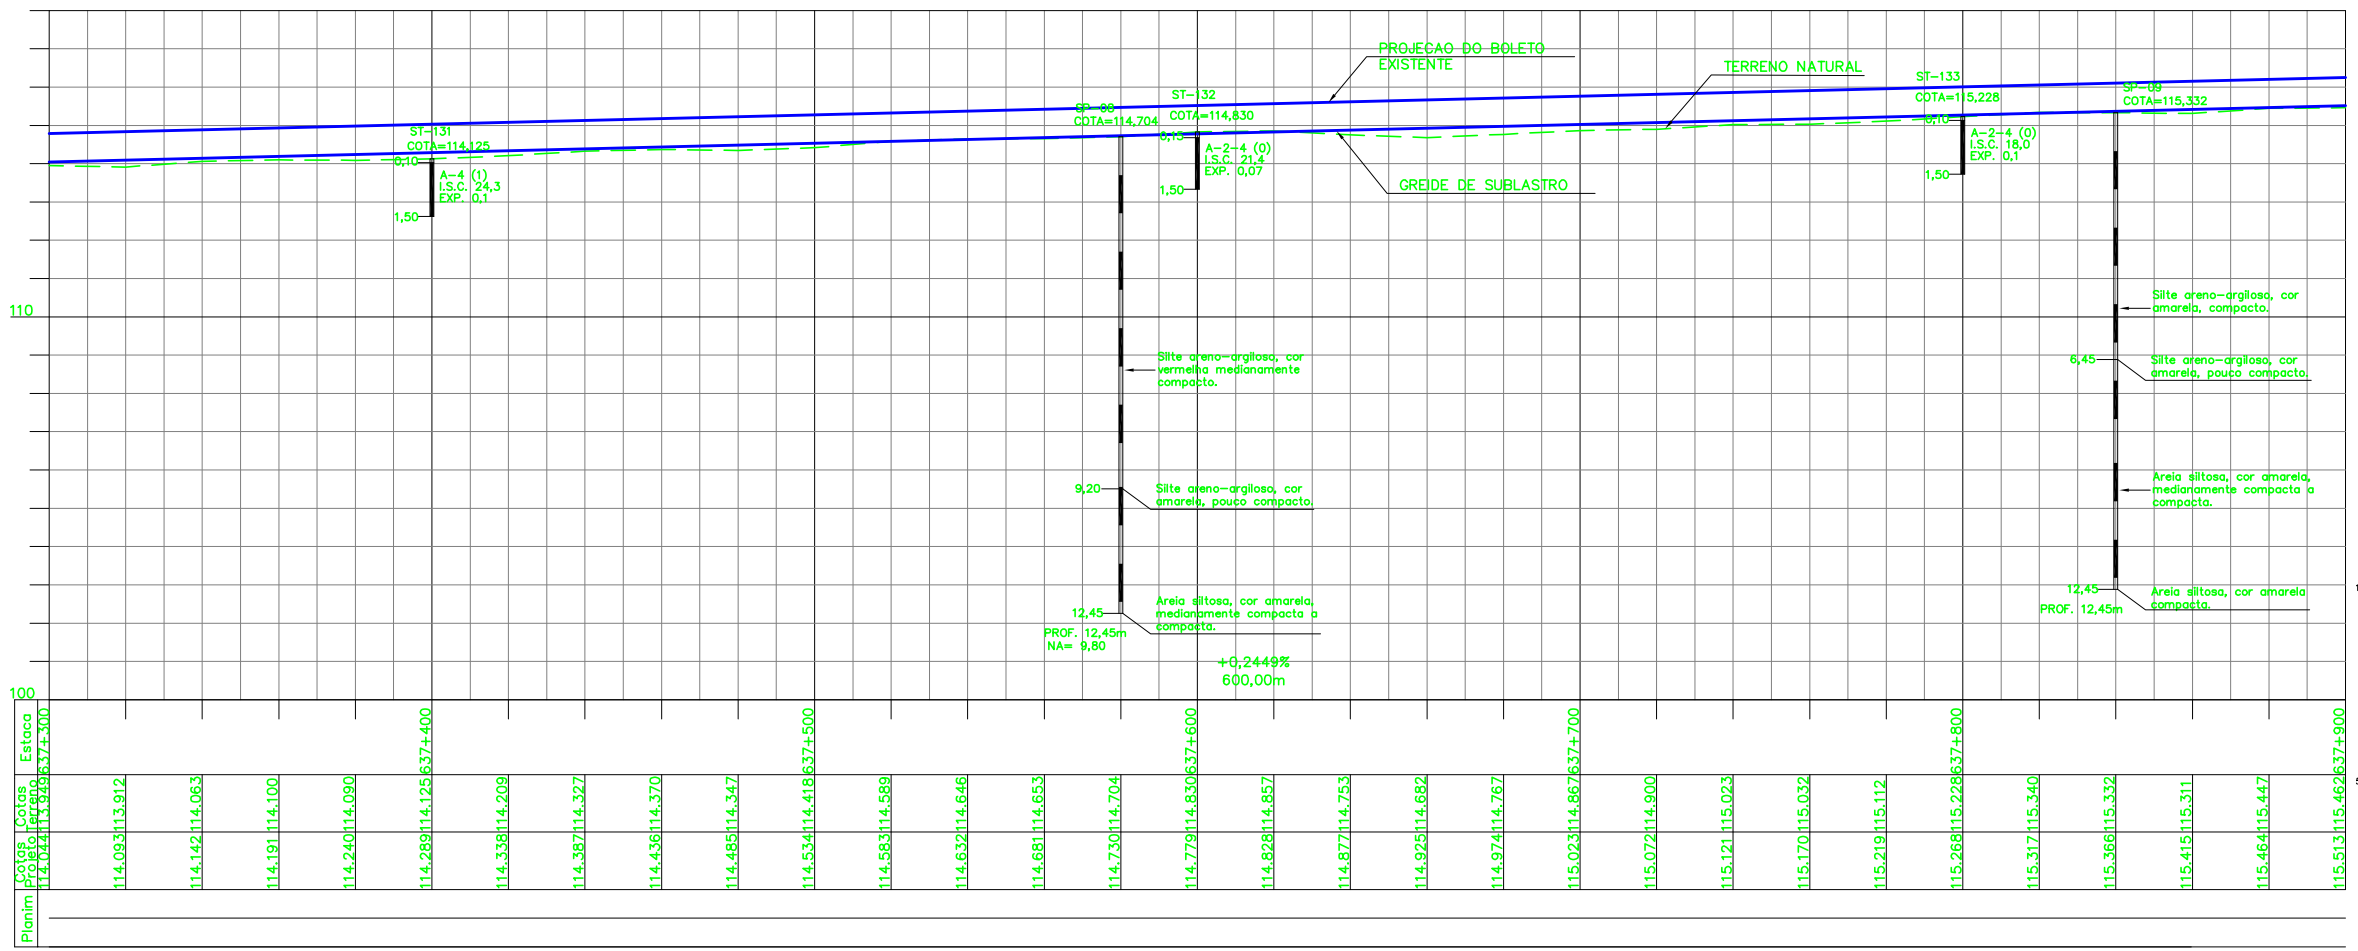 PROJECAO DO BOLETO
EXISTENTE
TERRENO NATURAL
GREIDE DE SUBLASTRO
ST-131
COTA=114,125
0,10
A-4 (1)
I.S.C. 24,3
EXP. 0,1
1,50
SP-08
COTA=114,704
ST-132
COTA=114,830
0,15
A-2-4 (0)
I.S.C. 21,4
EXP. 0,07
1,50
ST-133
COTA=115,228
0,10
A-2-4 (0)
I.S.C. 18,0
EXP. 0,1
1,50
SP-09
COTA=115,332
110
Silte areno-argiloso, cor
vermelha medianamente
compacto.
9,20
Silte areno-argiloso, cor
amarela, pouco compacto.
12,45
Areia siltosa, cor amarela,
medianamente compacta a
compacta.
PROF. 12,45m
NA= 9,80
Silte areno-argiloso, cor
amarela, compacto.
6,45
Silte areno-argiloso, cor
amarela, pouco compacto.
Areia siltosa, cor amarela,
medianamente compacta a
compacta.
12,45
Areia siltosa, cor amarela
compacta.
PROF. 12,45m
+0,2449%
600,00m
100
Estaca
637+300
637+400
637+500
637+600
637+700
637+800
637+900
Cotas
Terreno
113.949
113.912
114.063
114.100
114.090
114.125
114.209
114.327
114.370
114.347
114.418
114.589
114.646
114.653
114.704
114.830
114.857
114.753
114.682
114.767
114.867
114.900
115.023
115.032
115.112
115.228
115.340
115.332
115.311
115.447
115.462
Cotas
Projeto
114.044
114.093
114.142
114.191
114.240
114.289
114.338
114.387
114.436
114.485
114.534
114.583
114.632
114.681
114.730
114.779
114.828
114.877
114.925
114.974
115.023
115.072
115.121
115.170
115.219
115.268
115.317
115.366
115.415
115.464
115.513
Planim